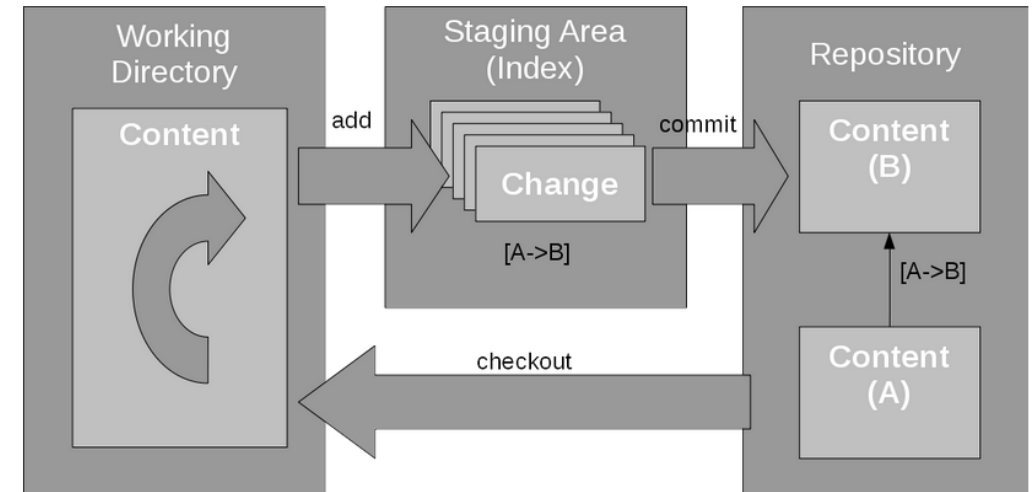 Working
Directory
Content
add
Staging Area
(Index)
Change
[A->B]
commit
Repository
Content
(B)
[A->B]
Content
(A)
checkout